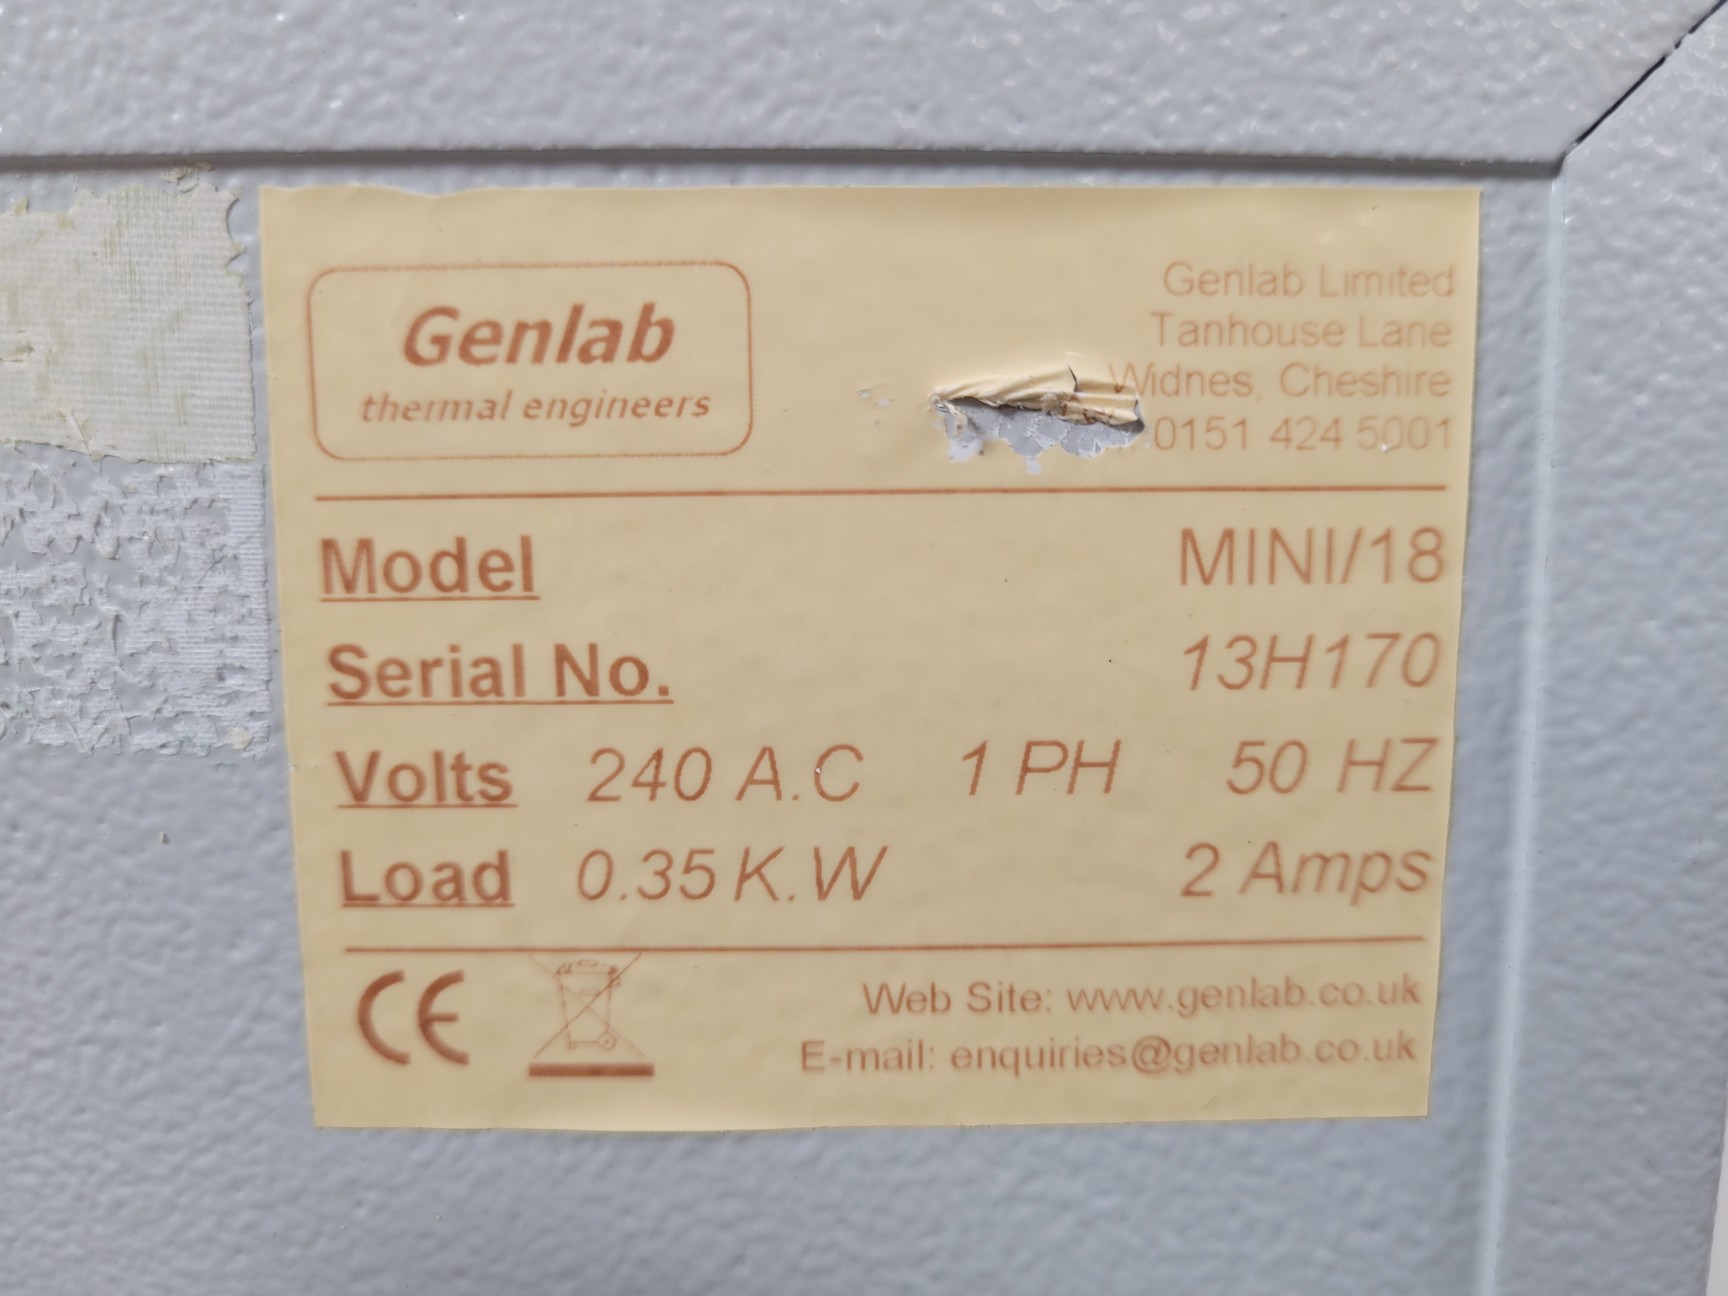 Genlab
thermal engineers
Genlab Limited
Tanhouse Lane
Widnes, Cheshire
0151 424 5001
Model MINI/18
Serial No. 13H170
Volts 240 A.C 1 PH 50 HZ
Load 0.35 K.W 2 Amps
CE
Web Site: www.genlab.co.uk
E-mail: enquiries@genlab.co.uk